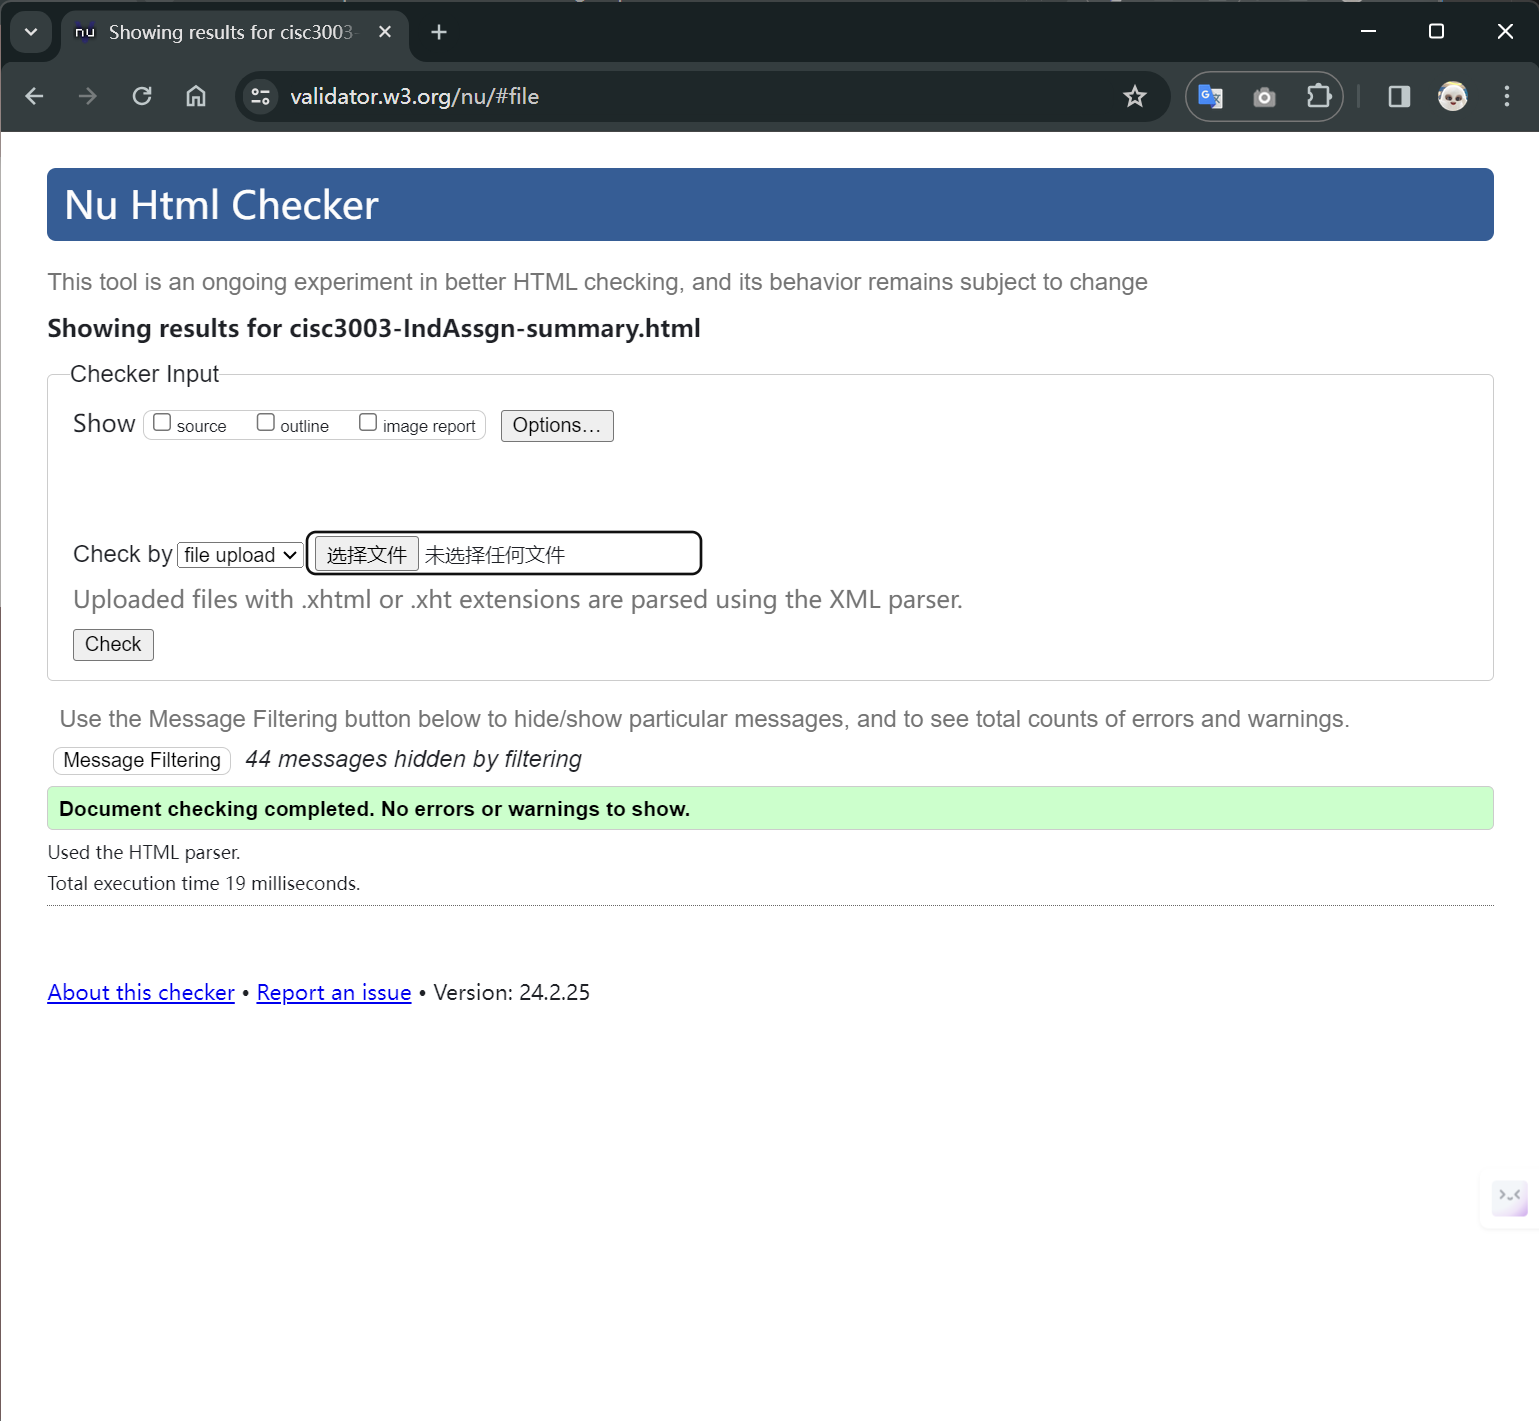 nu Showing results for cisc3003-
validator.w3.org/nu/#file
Nu Html Checker
This tool is an ongoing experiment in better HTML checking, and its behavior remains subject to change
Showing results for cisc3003-IndAssgn-summary.html
Checker Input
Show source outline image report Options...
Check by file upload 选择文件 未选择任何文件
Uploaded files with .xhtml or .xht extensions are parsed using the XML parser.
Check
Use the Message Filtering button below to hide/show particular messages, and to see total counts of errors and warnings.
Message Filtering 44 messages hidden by filtering
Document checking completed. No errors or warnings to show.
Used the HTML parser.
Total execution time 19 milliseconds.
About this checker • Report an issue • Version: 24.2.25